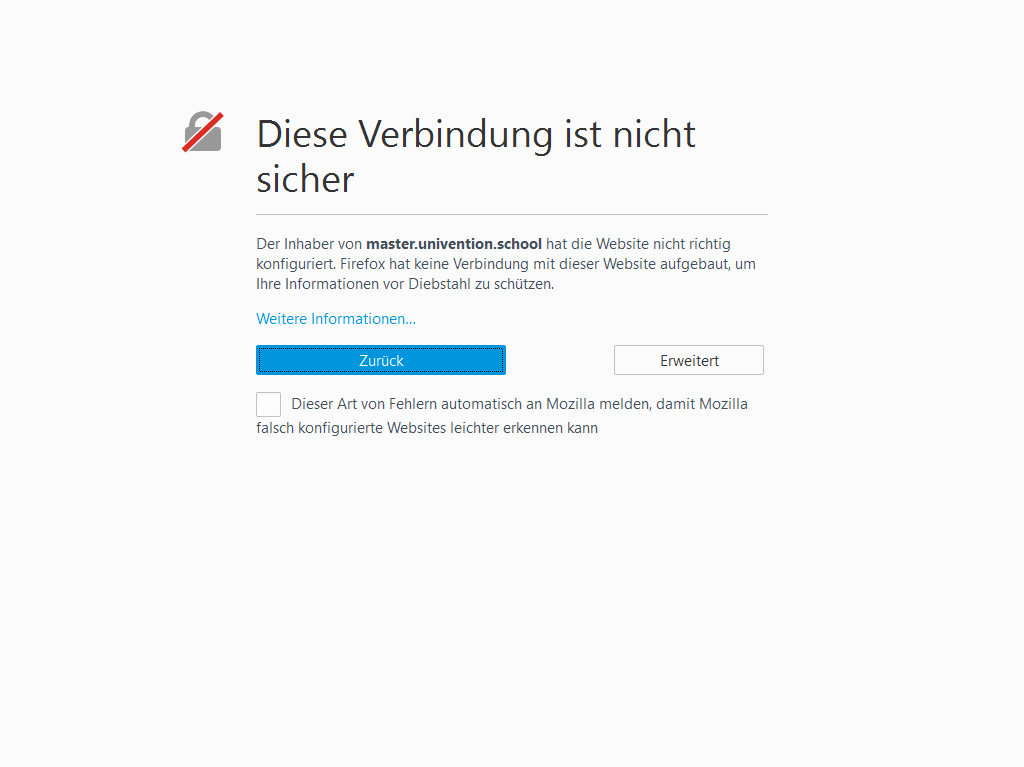 Diese Verbindung ist nicht
sicher
Der Inhaber von master.univention.school hat die Website nicht richtig
konfiguriert. Firefox hat keine Verbindung mit dieser Website aufgebaut, um
Ihre Informationen vor Diebstahl zu schützen.
Weitere Informationen…
Zurück
Erweitert
Dieser Art von Fehlern automatisch an Mozilla melden, damit Mozilla
falsch konfigurierte Websites leichter erkennen kann